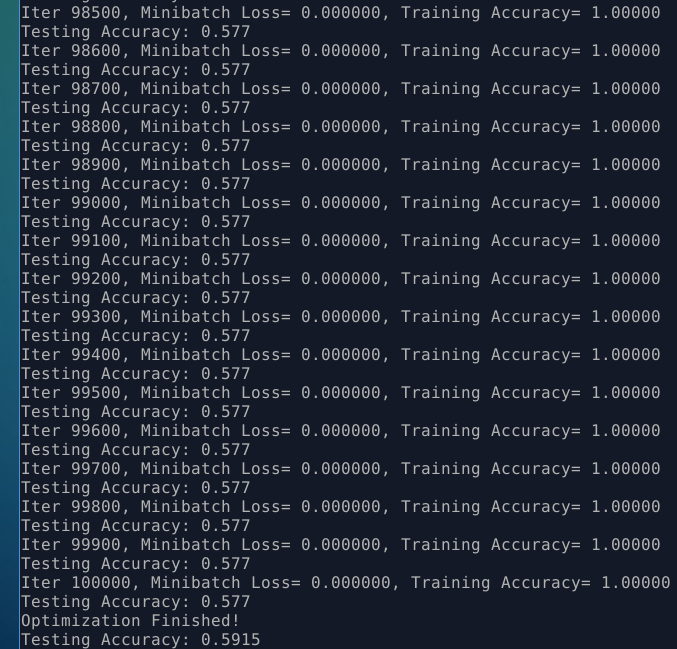 Iter 98500, Minibatch Loss= 0.000000, Training Accuracy= 1.00000
Testing Accuracy: 0.577
Iter 98600, Minibatch Loss= 0.000000, Training Accuracy= 1.00000
Testing Accuracy: 0.577
Iter 98700, Minibatch Loss= 0.000000, Training Accuracy= 1.00000
Testing Accuracy: 0.577
Iter 98800, Minibatch Loss= 0.000000, Training Accuracy= 1.00000
Testing Accuracy: 0.577
Iter 98900, Minibatch Loss= 0.000000, Training Accuracy= 1.00000
Testing Accuracy: 0.577
Iter 99000, Minibatch Loss= 0.000000, Training Accuracy= 1.00000
Testing Accuracy: 0.577
Iter 99100, Minibatch Loss= 0.000000, Training Accuracy= 1.00000
Testing Accuracy: 0.577
Iter 99200, Minibatch Loss= 0.000000, Training Accuracy= 1.00000
Testing Accuracy: 0.577
Iter 99300, Minibatch Loss= 0.000000, Training Accuracy= 1.00000
Testing Accuracy: 0.577
Iter 99400, Minibatch Loss= 0.000000, Training Accuracy= 1.00000
Testing Accuracy: 0.577
Iter 99500, Minibatch Loss= 0.000000, Training Accuracy= 1.00000
Testing Accuracy: 0.577
Iter 99600, Minibatch Loss= 0.000000, Training Accuracy= 1.00000
Testing Accuracy: 0.577
Iter 99700, Minibatch Loss= 0.000000, Training Accuracy= 1.00000
Testing Accuracy: 0.577
Iter 99800, Minibatch Loss= 0.000000, Training Accuracy= 1.00000
Testing Accuracy: 0.577
Iter 99900, Minibatch Loss= 0.000000, Training Accuracy= 1.00000
Testing Accuracy: 0.577
Iter 100000, Minibatch Loss= 0.000000, Training Accuracy= 1.00000
Testing Accuracy: 0.577
Optimization Finished!
Testing Accuracy: 0.5915